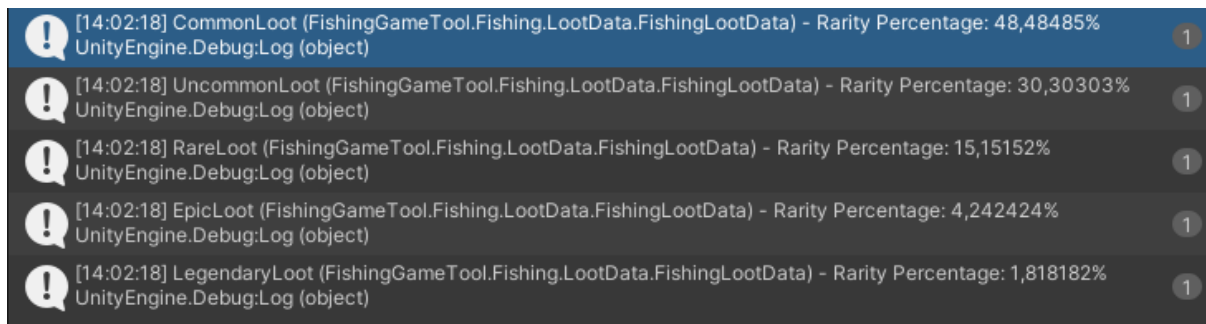 [14:02:18] CommonLoot (FishingGameTool.Fishing.LootData.FishingLootData) - Rarity Percentage: 48,48485%
UnityEngine.Debug:Log (object)
1
[14:02:18] UncommonLoot (FishingGameTool.Fishing.LootData.FishingLootData) - Rarity Percentage: 30,30303%
UnityEngine.Debug:Log (object)
1
[14:02:18] RareLoot (FishingGameTool.Fishing.LootData.FishingLootData) - Rarity Percentage: 15,15152%
UnityEngine.Debug:Log (object)
1
[14:02:18] EpicLoot (FishingGameTool.Fishing.LootData.FishingLootData) - Rarity Percentage: 4,242424%
UnityEngine.Debug:Log (object)
1
[14:02:18] LegendaryLoot (FishingGameTool.Fishing.LootData.FishingLootData) - Rarity Percentage: 1,818182%
UnityEngine.Debug:Log (object)
1